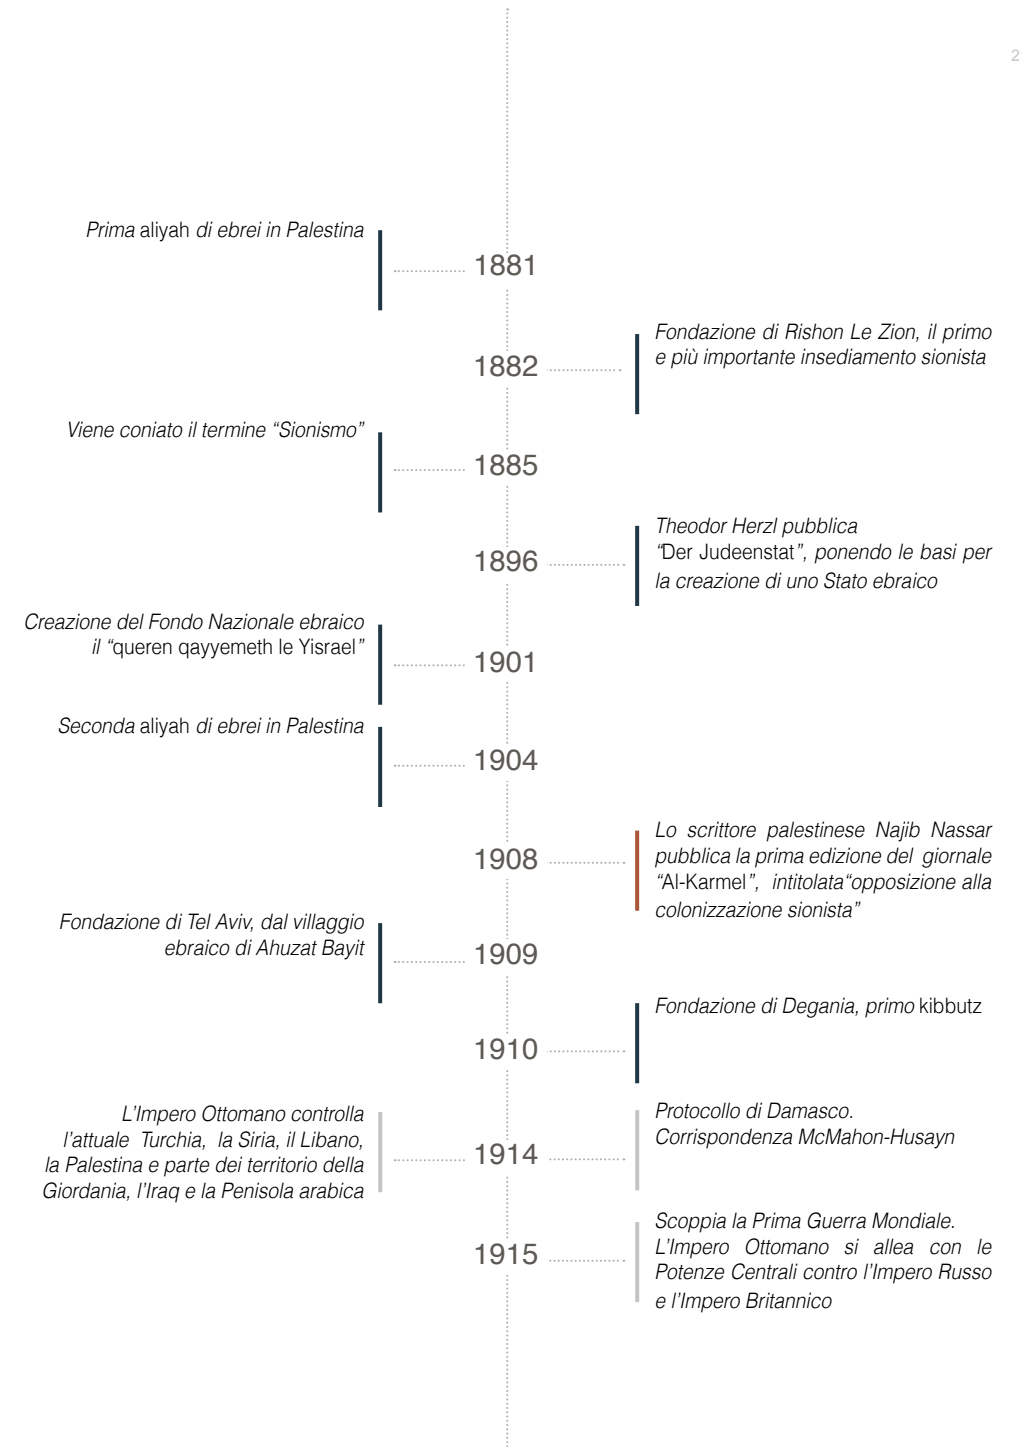 2
Prima aliyah di ebrei in Palestina
1881
Fondazione di Rishon Le Zion, il primo
e più importante insediamento sionista
1882
Viene coniato il termine “Sionismo”
1885
Theodor Herzl pubblica
“Der Judeenstat”, ponendo le basi per
la creazione di uno Stato ebraico
1896
Creazione del Fondo Nazionale ebraico
il “queren qayyemeth le Yisrael”
1901
Seconda aliyah di ebrei in Palestina
1904
Lo scrittore palestinese Najib Nassar
pubblica la prima edizione del giornale
“Al-Karmel”, intitolata“opposizione alla
colonizzazione sionista”
1908
Fondazione di Tel Aviv, dal villaggio
ebraico di Ahuzat Bayit
1909
Fondazione di Degania, primo kibbutz
1910
L’Impero Ottomano controlla
l’attuale Turchia, la Siria, il Libano,
la Palestina e parte dei territorio della
Giordania, l’Iraq e la Penisola arabica
1914
Protocollo di Damasco.
Corrispondenza McMahon-Husayn
Scoppia la Prima Guerra Mondiale.
L’Impero Ottomano si allea con le
Potenze Centrali contro l’Impero Russo
e l’Impero Britannico
1915